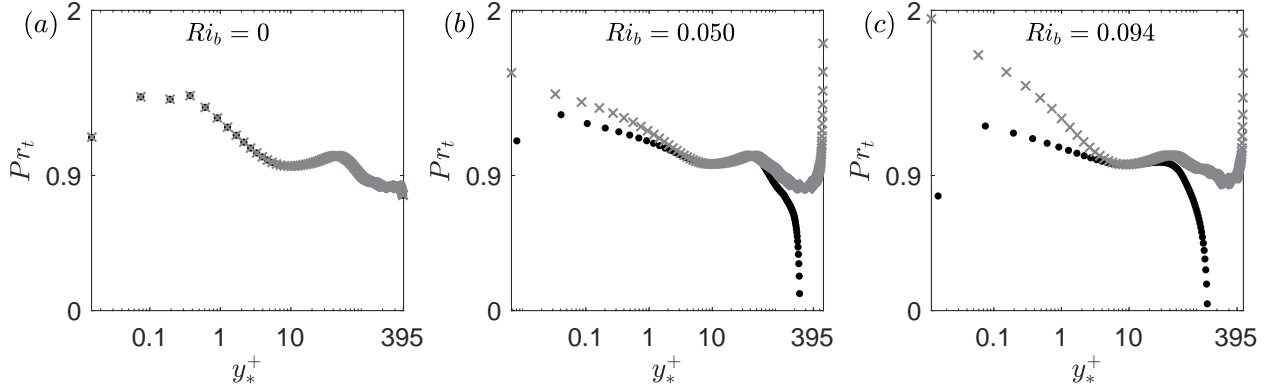 (a)
Ri_b = 0
Pr_t
2
0.9
0
0.1 1 10 395
y_*^+
(b)
Ri_b = 0.050
Pr_t
2
0.9
0
0.1 1 10 395
y_*^+
(c)
Ri_b = 0.094
Pr_t
2
0.9
0
0.1 1 10 395
y_*^+